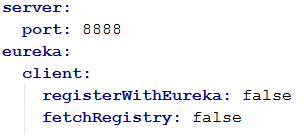 server:
  port: 8888
eureka:
  client:
    registerWithEureka: false
    fetchRegistry: false